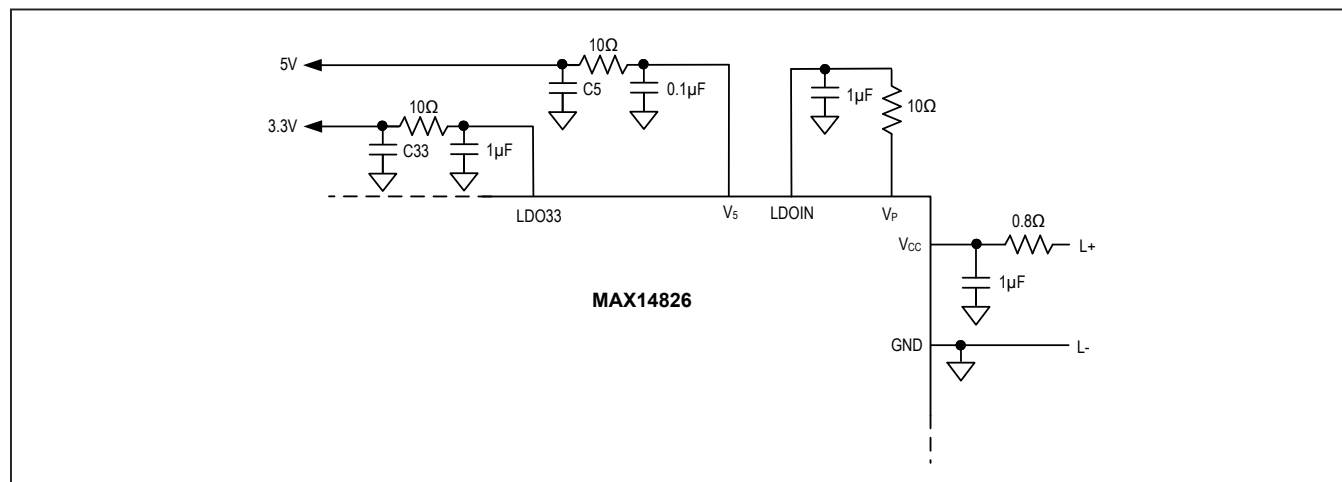 10Ω
5V
C5
0.1µF
1µF
10Ω
10Ω
3.3V
C33
1µF
LDO33
V₅
LDOIN
Vₚ
V꜀꜀
0.8Ω
L+
1µF
MAX14826
GND
L-